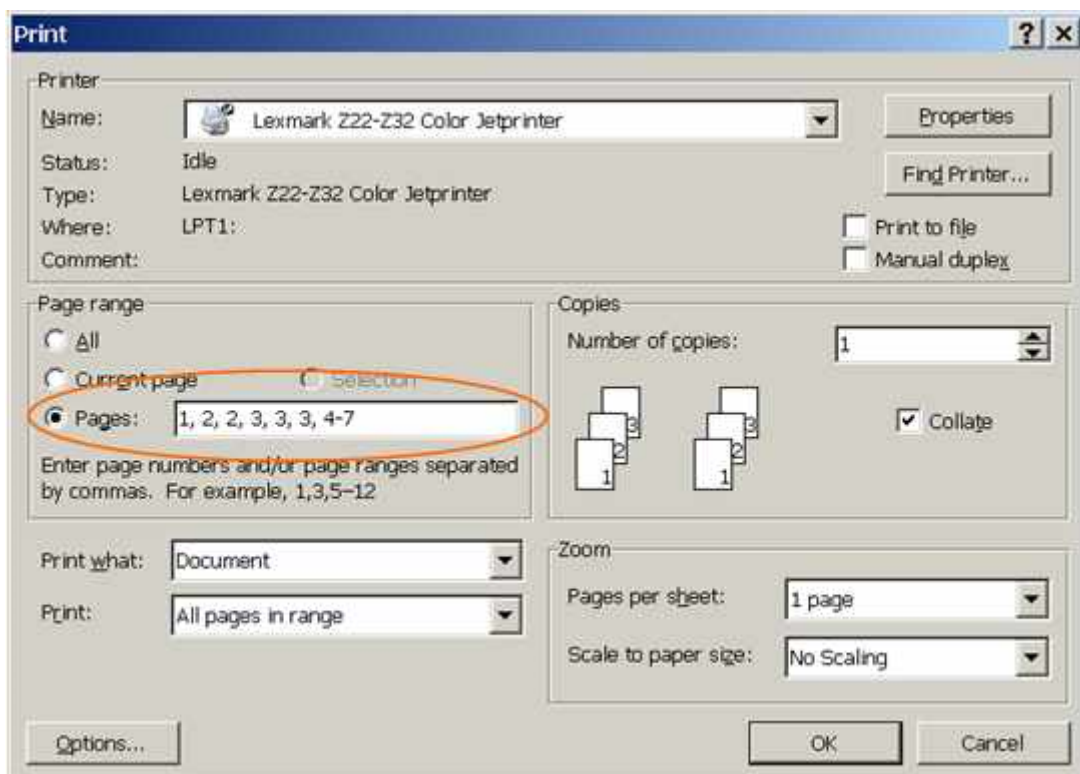 Print
Printer
Name: Lexmark Z22-Z32 Color Jetprinter Properties
Status: Idle Find Printer...
Type: Lexmark Z22-Z32 Color Jetprinter
Where: LPT1: Print to file
Comment: Manual duplex
Page range
All
Current page Selection
Pages: 1, 2, 2, 3, 3, 3, 4-7
Enter page numbers and/or page ranges separated
by commas. For example, 1,3,5–12
Copies
Number of copies: 1
3 3
2 2
1 1
Collate
Print what: Document
Print: All pages in range
Zoom
Pages per sheet: 1 page
Scale to paper size: No Scaling
Options... OK Cancel